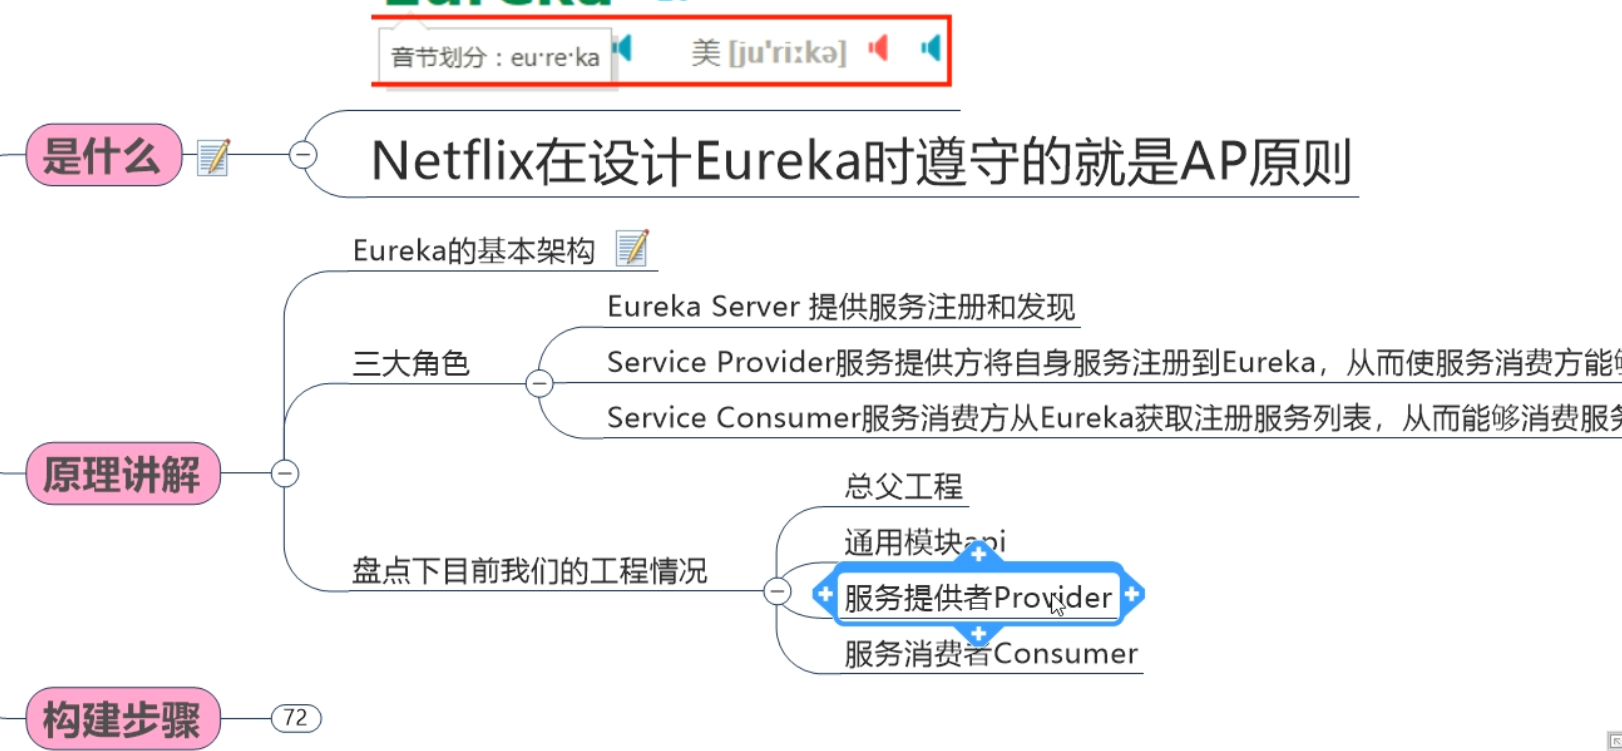 音节划分：eu·re·ka
美 [ju'riːkə]
是什么
Netflix在设计Eureka时遵守的就是AP原则
Eureka的基本架构
三大角色
Eureka Server 提供服务注册和发现
Service Provider服务提供方将自身服务注册到Eureka，从而使服务消费方能
Service Consumer服务消费方从Eureka获取注册服务列表，从而能够消费服务
原理讲解
盘点下目前我们的工程情况
总父工程
通用模块api
服务提供者Provider
服务消费者Consumer
构建步骤
72